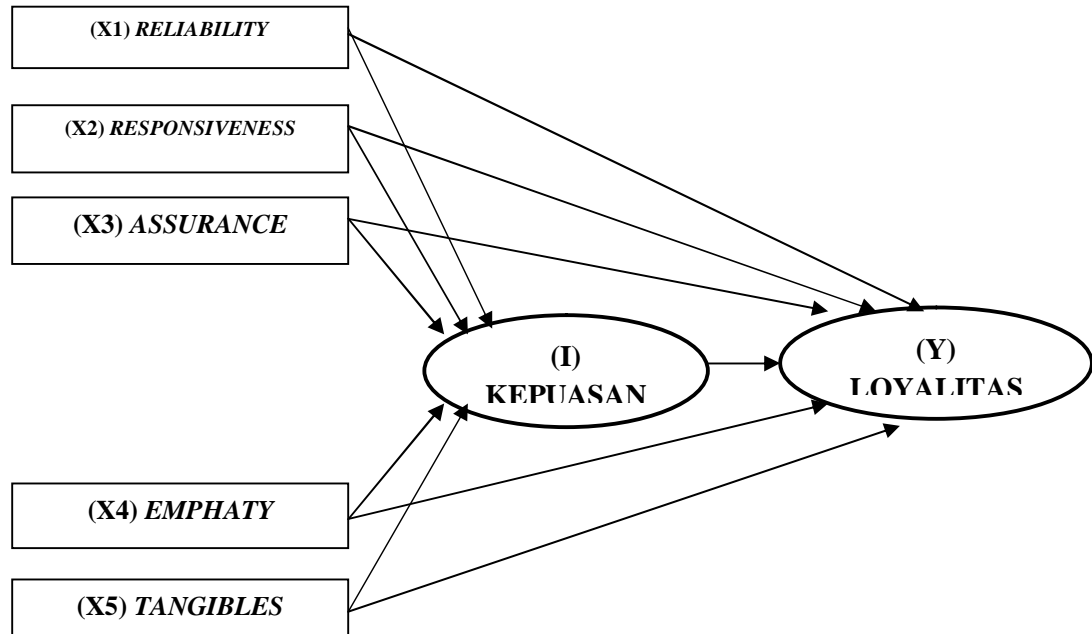 (X1) RELIABILITY
(X2) RESPONSIVENESS
(X3) ASSURANCE
(I)
KEPUASAN
(Y)
LOYALITAS
(X4) EMPHATY
(X5) TANGIBLES